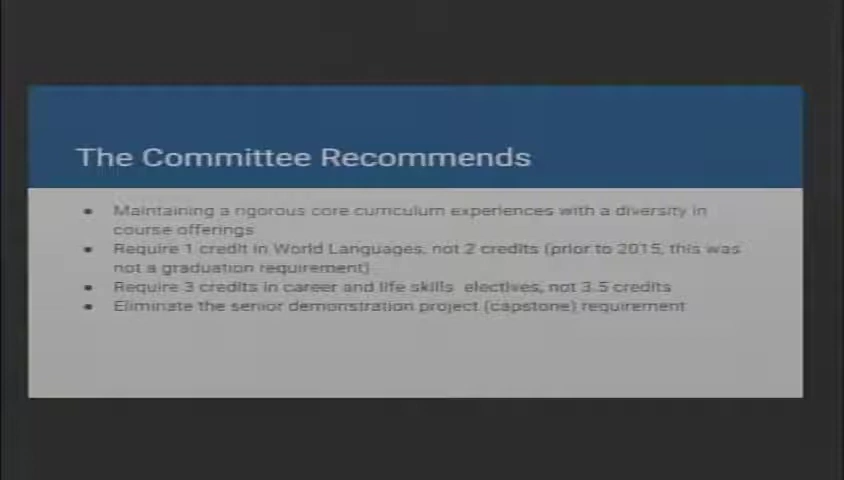 The Committee Recommends
• Maintaining a rigorous core curriculum experiences with a diversity in
course offerings
• Require 1 credit in World Languages, not 2 credits (prior to 2015, this was
not a graduation requirement)
• Require 3 credits in career and life skills electives, not 3.5 credits
• Eliminate the senior demonstration project (capstone) requirement